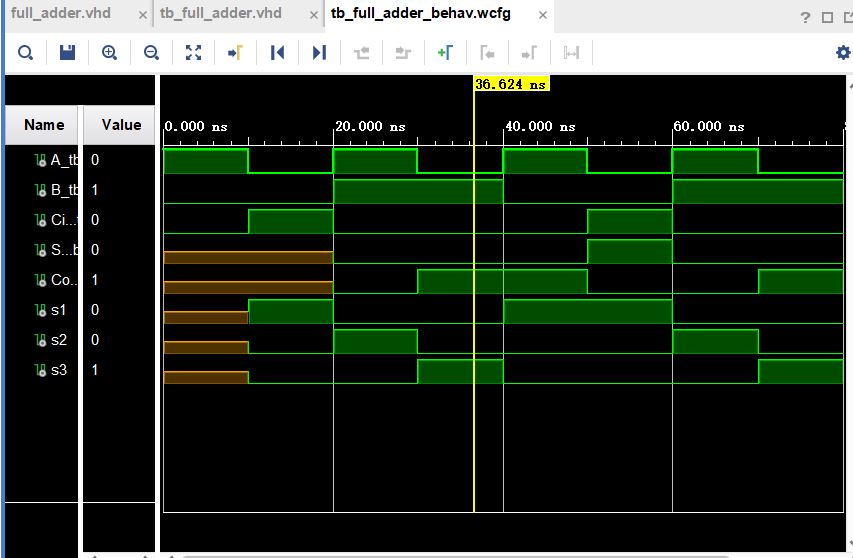 full_adder.vhd × tb_full_adder.vhd × tb_full_adder_behav.wcfg × ?
36.624 ns
Name Value 0.000 ns 20.000 ns 40.000 ns 60.000 ns
A_tb 0
B_tb 1
Ci... 0
S...b 0
Co... 1
s1 0
s2 0
s3 1